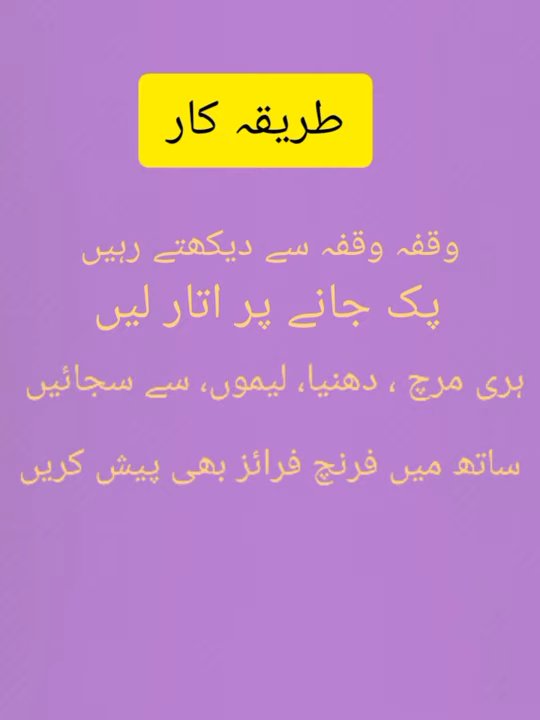 طریقہ کار
وقفہ وقفہ سے دیکھتے رہیں
پک جانے پر اتار لیں
ہری مرچ ، دھنیا، لیموں، سے سجائیں
ساتھ میں فرنچ فرائز بھی پیش کریں